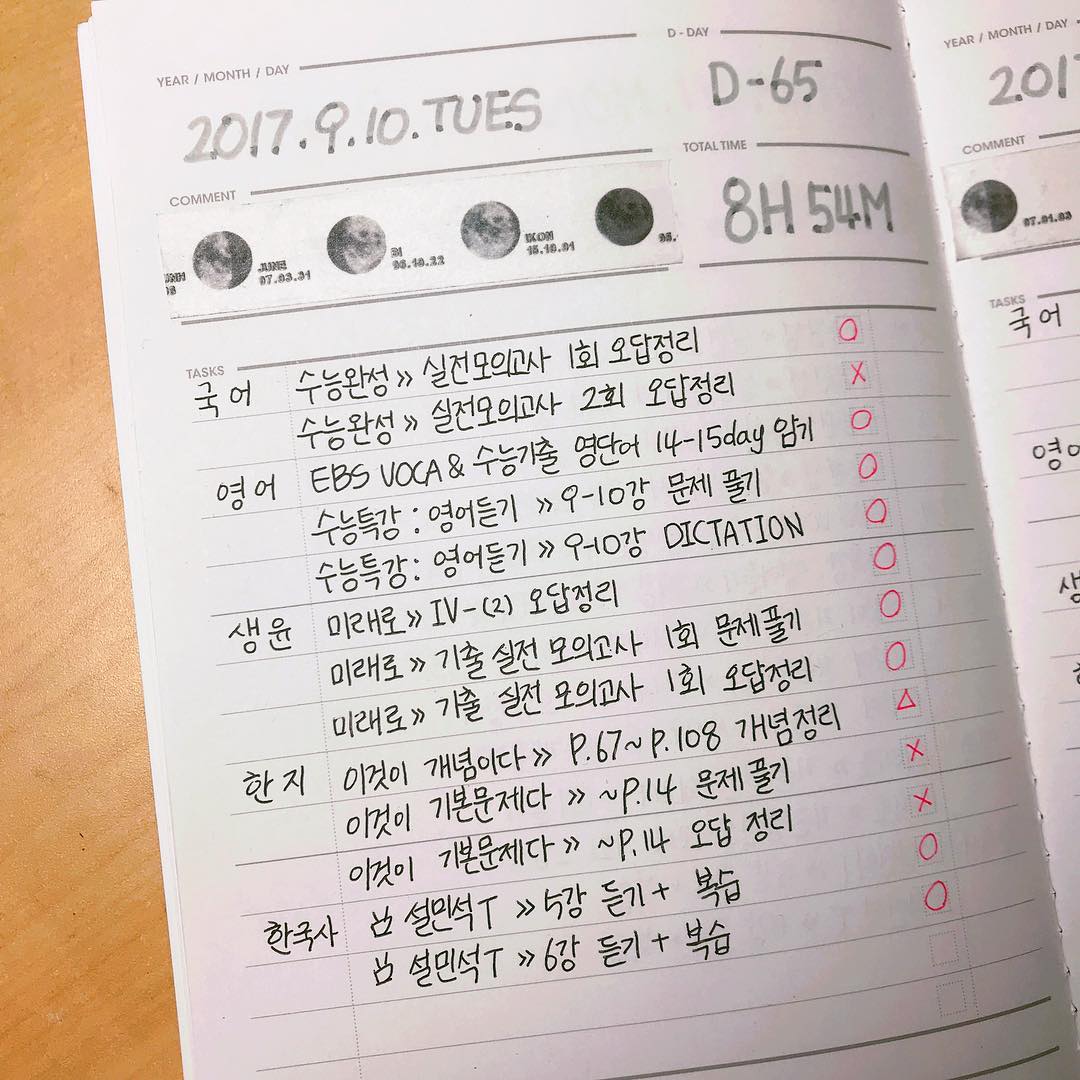 YEAR / MONTH / DAY
2017.9.10.TUES
D - DAY
D-65
COMMENT
JUNE
97.03.31
BI
96.10.22
IKON
15.10.01
TOTAL TIME
8H 54M
TASKS
국어 수능완성 » 실전모의고사 1회 오답정리 O
수능완성 » 실전모의고사 2회 오답정리 X
영어 EBS VOCA & 수능기출 영단어 14-15day 암기 O
수능특강 : 영어듣기 » 9-10강 문제 풀기 O
수능특강 : 영어듣기 » 9-10강 DICTATION O
생윤 미래로 » IV-(2) 오답정리 O
미래로 » 기출 실전 모의고사 1회 문제풀기 O
미래로 » 기출 실전 모의고사 1회 오답정리 O
한지 이것이 개념이다 » P.67~P.108 개념정리 △
이것이 기본문제다 » ~P.14 문제풀기 X
이것이 기본문제다 » ~P.14 오답 정리 X
한국사 설민석T » 5강 듣기 + 복습 O
설민석T » 6강 듣기 + 복습 O
YEAR / MONTH / DAY
201
COMMENT
97.01.03
TASKS
국어